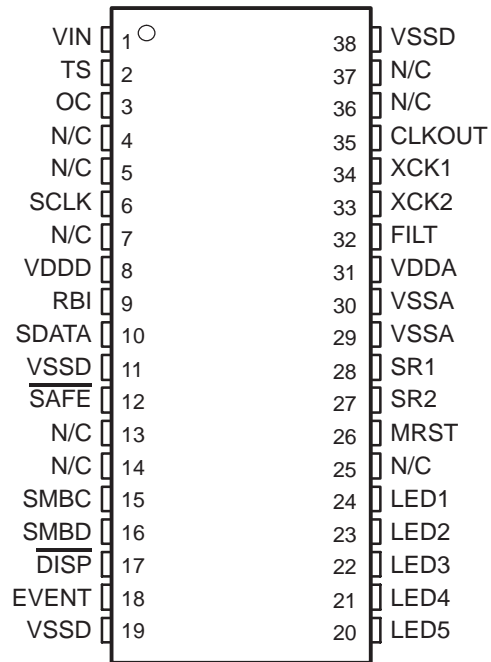 VIN 1 38 VSSD
TS 2 37 N/C
OC 3 36 N/C
N/C 4 35 CLKOUT
N/C 5 34 XCK1
SCLK 6 33 XCK2
N/C 7 32 FILT
VDDD 8 31 VDDA
RBI 9 30 VSSA
SDATA 10 29 VSSA
VSSD 11 28 SR1
SAFE 12 27 SR2
N/C 13 26 MRST
N/C 14 25 N/C
SMBC 15 24 LED1
SMBD 16 23 LED2
DISP 17 22 LED3
EVENT 18 21 LED4
VSSD 19 20 LED5